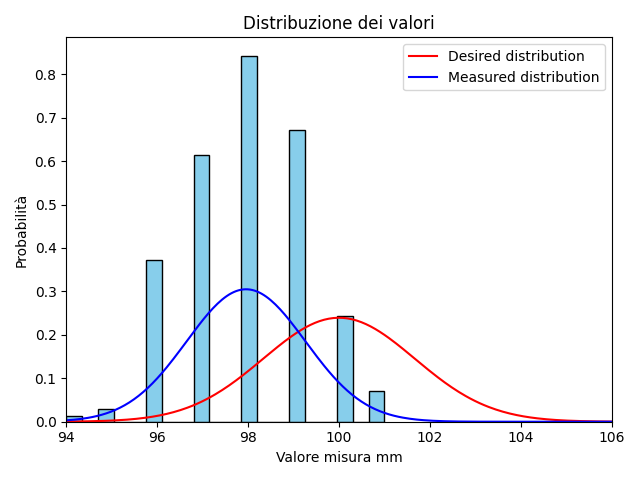 Distribuzione dei valori
Desired distribution
Measured distribution
Probabilità
0.8
0.7
0.6
0.5
0.4
0.3
0.2
0.1
0.0
94 96 98 100 102 104 106
Valore misura mm